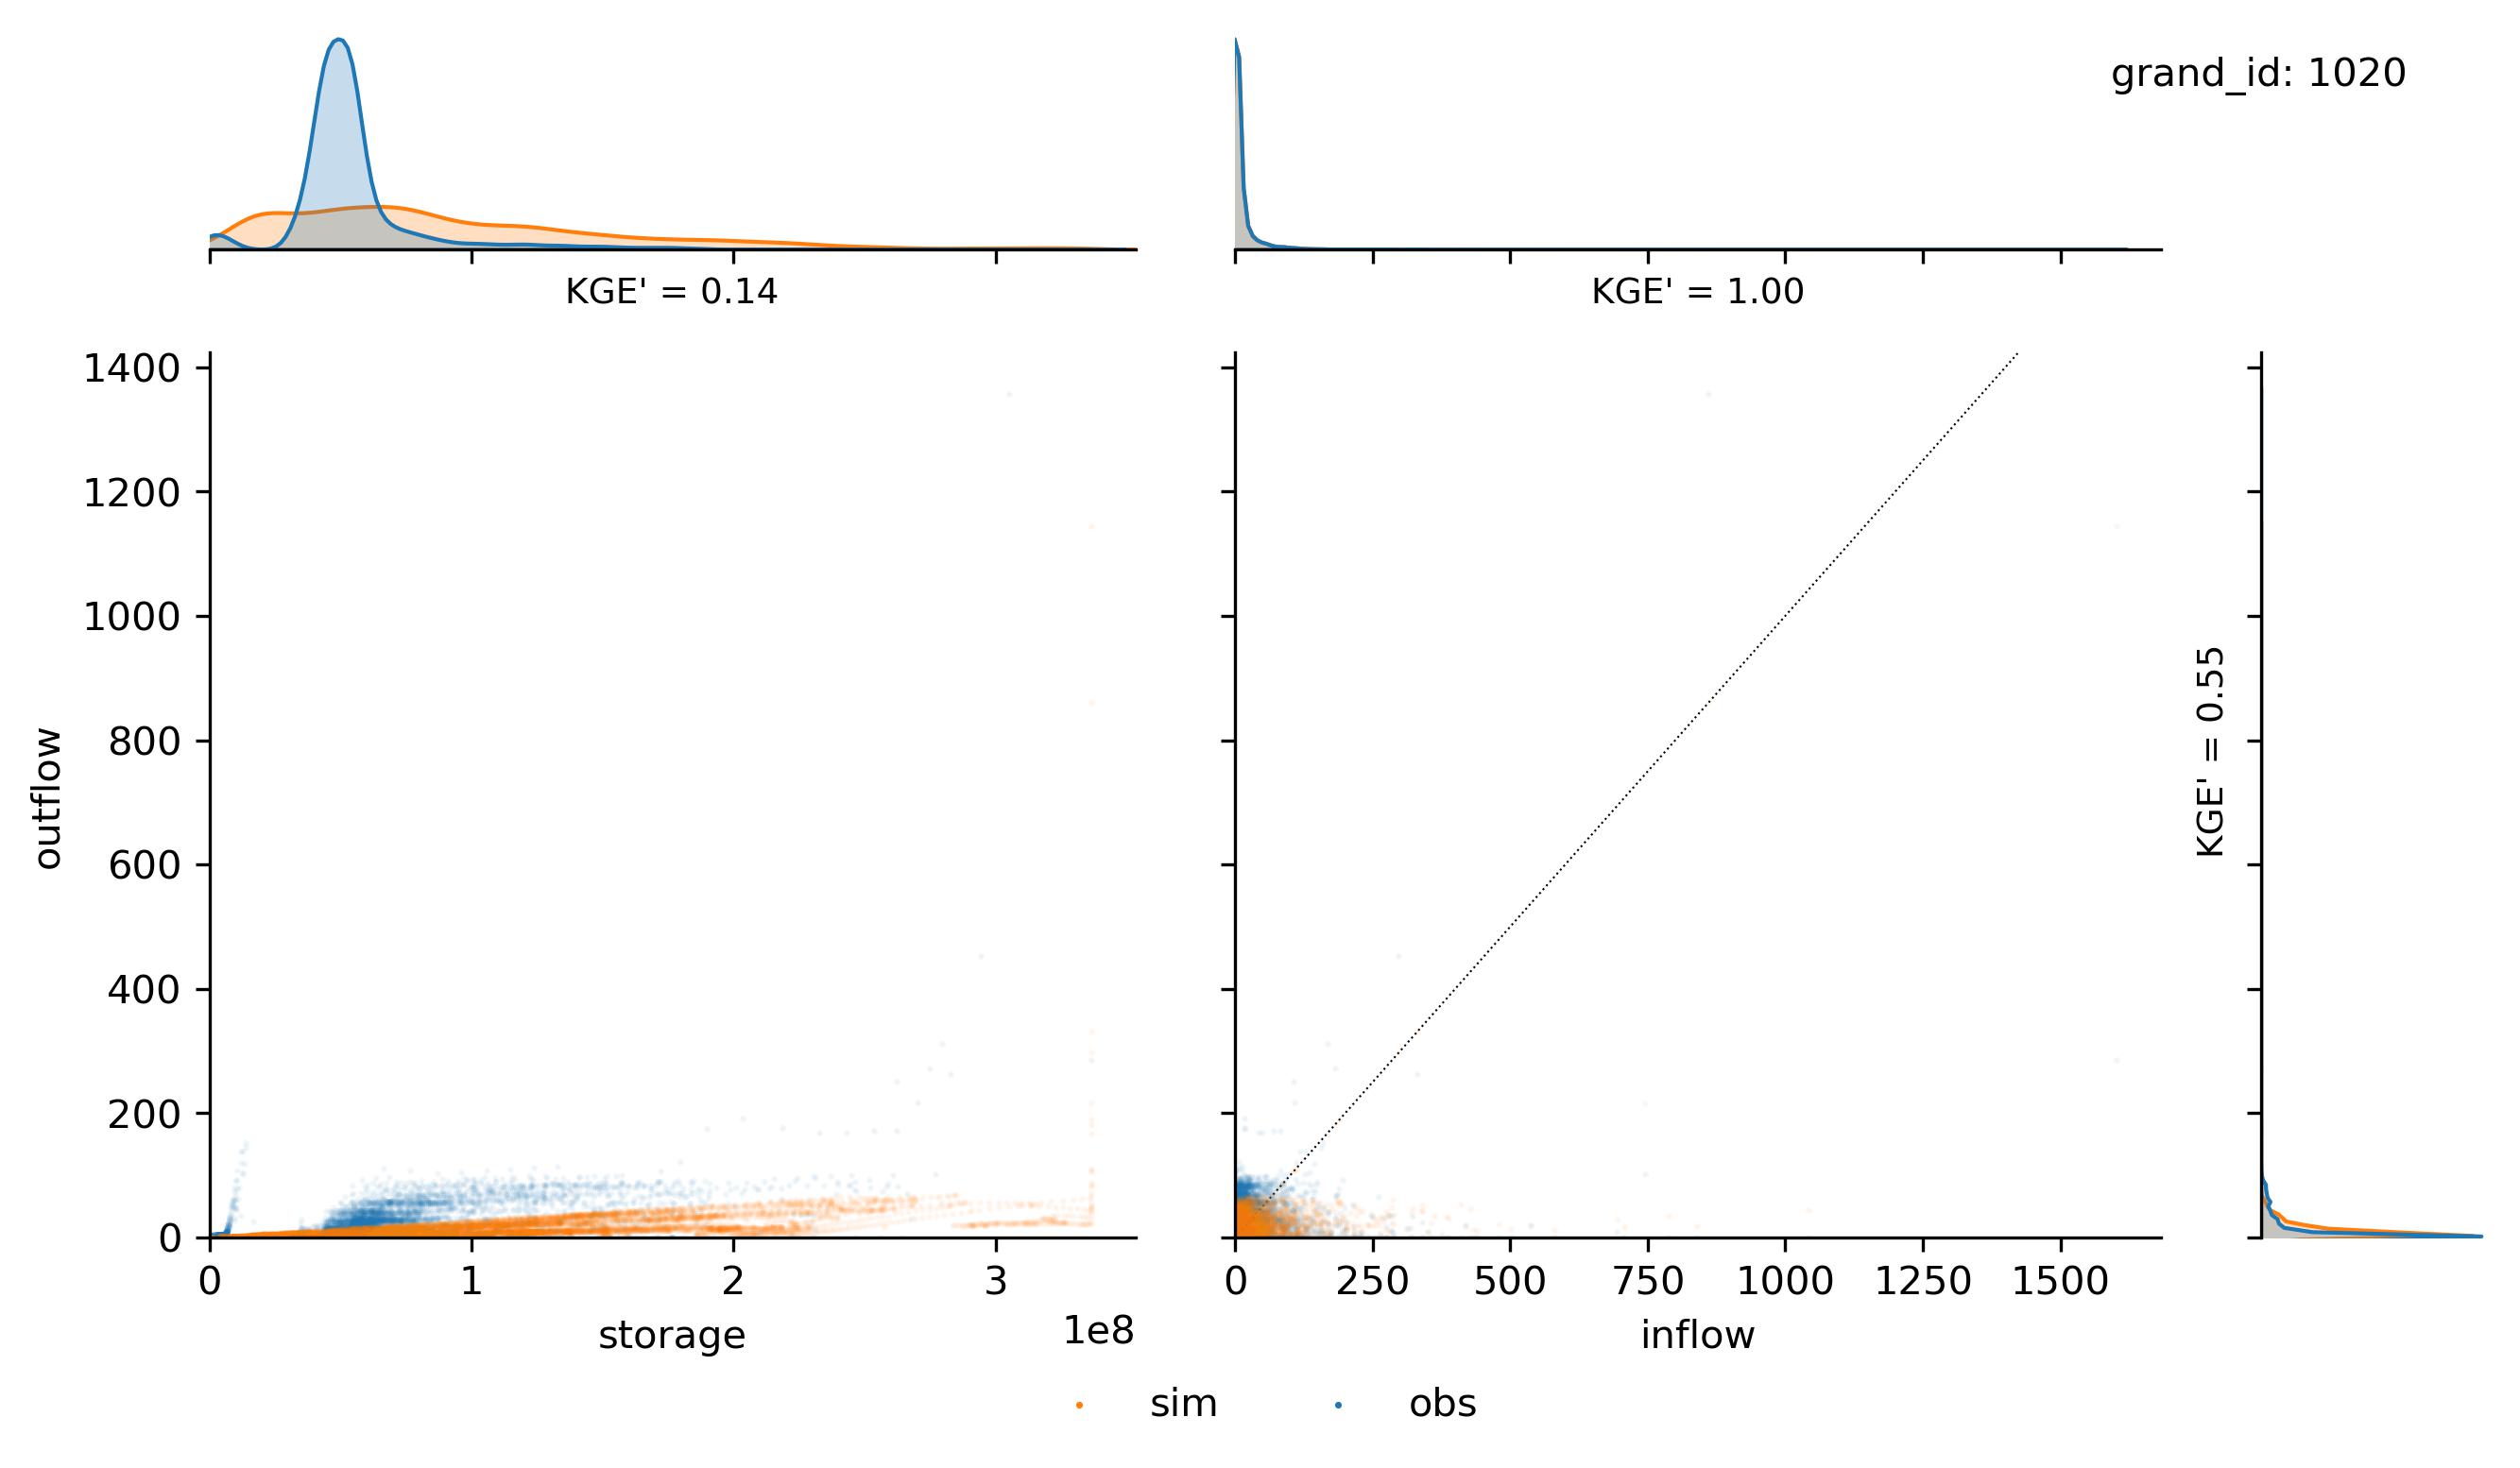 grand_id: 1020
KGE' = 0.14
KGE' = 1.00
1400
1200
1000
800
600
400
200
0
outflow
KGE' = 0.55
0 1 2 3
1e8
storage
0 250 500 750 1000 1250 1500
inflow
sim obs